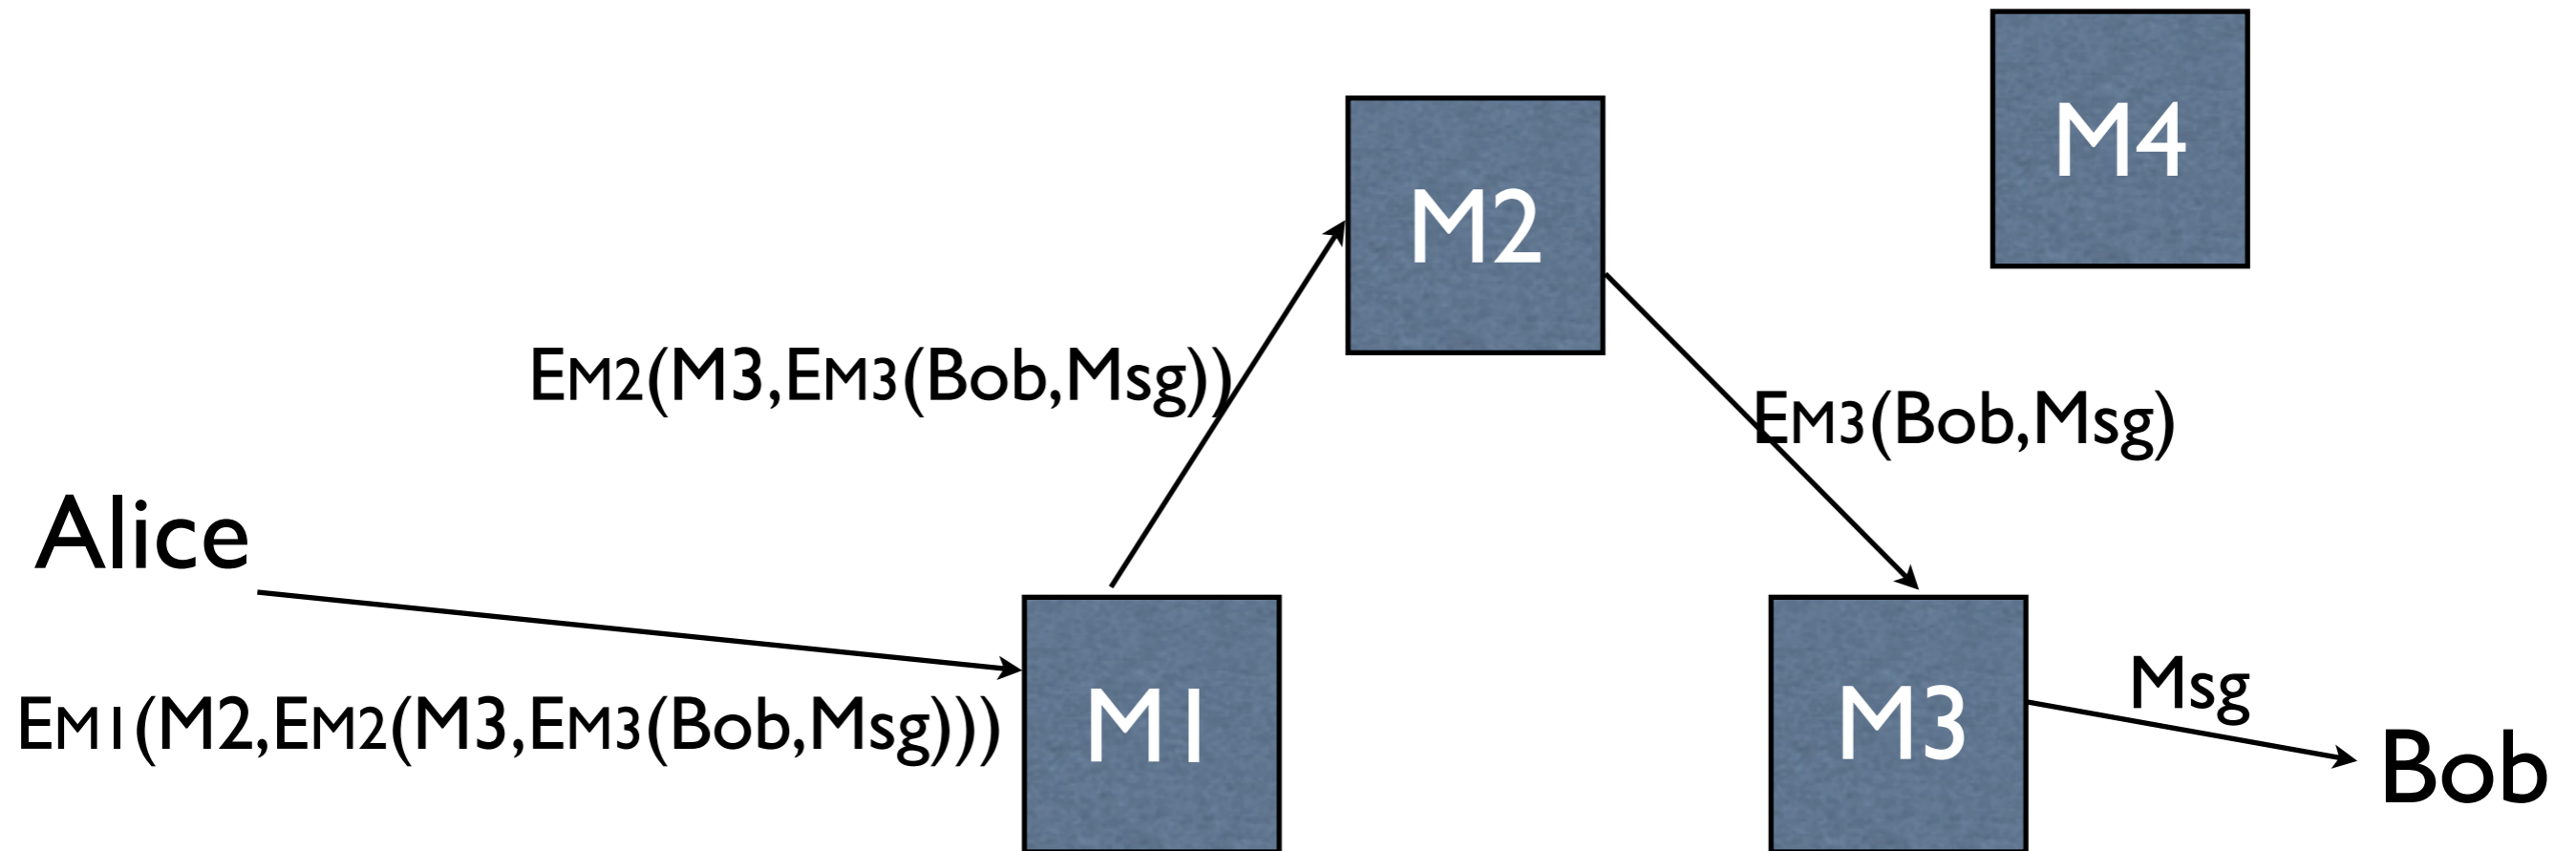 M4
M2
EM2(M3,EM3(Bob,Msg))
EM3(Bob,Msg)
Alice
EM1(M2,EM2(M3,EM3(Bob,Msg)))
M1
M3
Msg
Bob